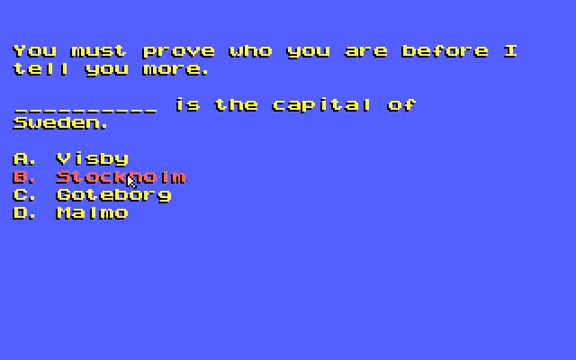 You must prove who you are before I
tell you more.
__________ is the capital of
Sweden.
A. Visby
B. Stockholm
C. Goteborg
D. Malmo